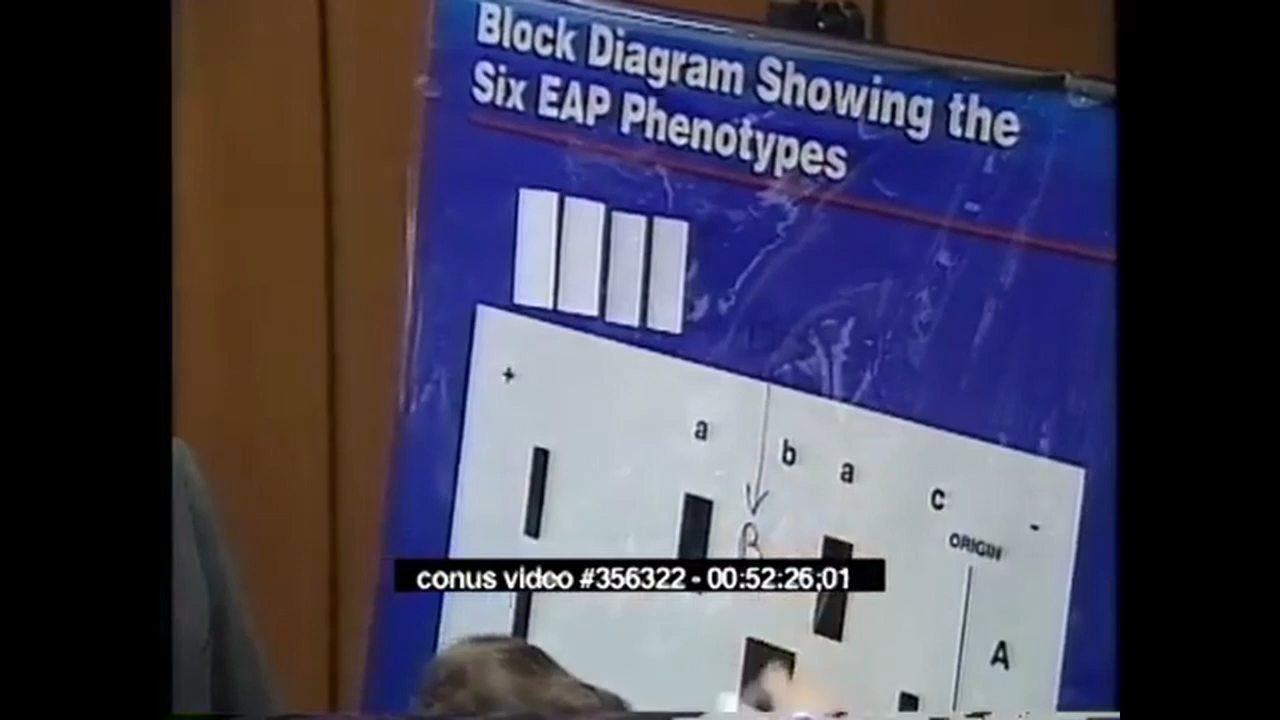 Block Diagram Showing the
Six EAP Phenotypes
+
a
b
a
c
-
ORIGIN
B
conus video #356322 - 00:52:26;01
A